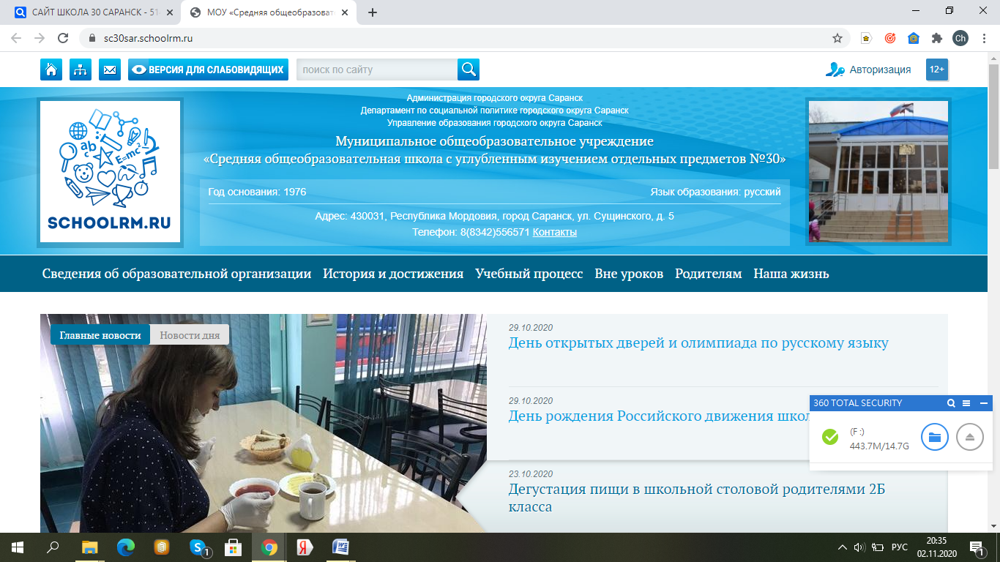 САЙТ ШКОЛА 30 САРАНСК - 51
МОУ «Средняя общеобразоват
sc30sar.schoolrm.ru
Ch
ВЕРСИЯ ДЛЯ СЛАБОВИДЯЩИХ
поиск по сайту
Авторизация
12+
Администрация городского округа Саранск
Департамент по социальной политике городского округа Саранск
Управление образования городского округа Саранск
Муниципальное общеобразовательное учреждение
«Средняя общеобразовательная школа с углубленным изучением отдельных предметов №30»
abc
E=mc²
SCHOOLRM.RU
Год основания: 1976
Язык образования: русский
Адрес: 430031, Республика Мордовия, город Саранск, ул. Сущинского, д. 5
Телефон: 8(8342)556571 Контакты
Сведения об образовательной организации История и достижения Учебный процесс Вне уроков Родителям Наша жизнь
Главные новости
Новости дня
29.10.2020
День открытых дверей и олимпиада по русскому языку
29.10.2020
День рождения Российского движения шко
23.10.2020
Дегустация пищи в школьной столовой родителями 2Б
класса
360 TOTAL SECURITY
(F :)
443.7M/14.7G
1
РУС
20:35
02.11.2020
1